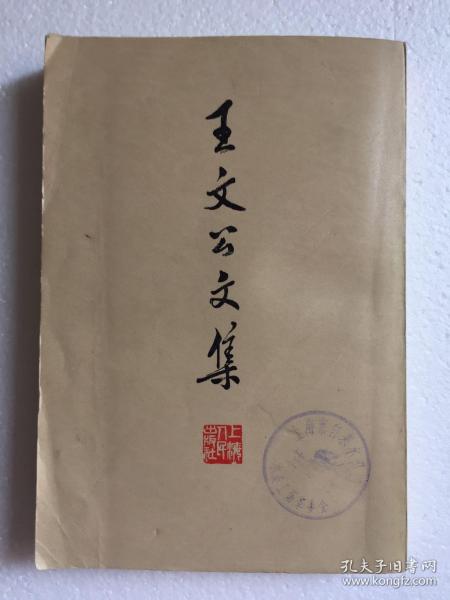 王文公文集
上海
人民
出版社
孔夫子旧书网
www.kongfz.com